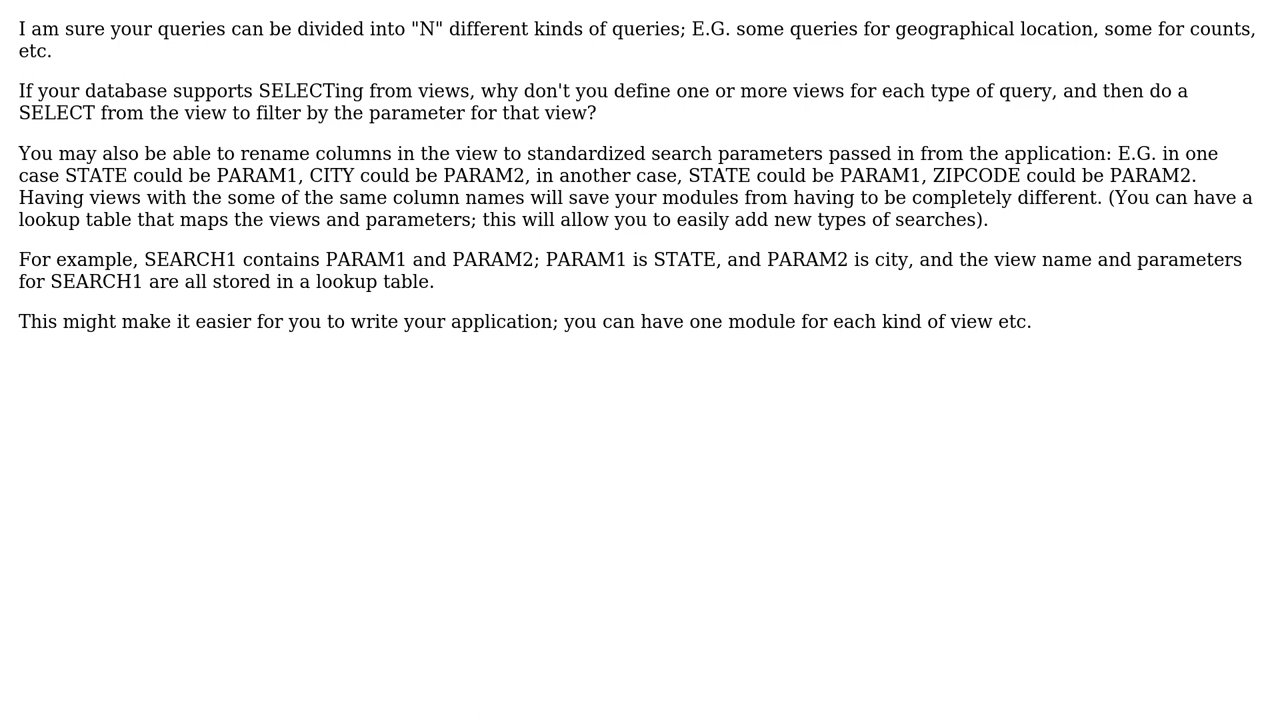 I am sure your queries can be divided into "N" different kinds of queries; E.G. some queries for geographical location, some for counts,
etc.
If your database supports SELECTing from views, why don't you define one or more views for each type of query, and then do a
SELECT from the view to filter by the parameter for that view?
You may also be able to rename columns in the view to standardized search parameters passed in from the application: E.G. in one
case STATE could be PARAM1, CITY could be PARAM2, in another case, STATE could be PARAM1, ZIPCODE could be PARAM2.
Having views with the some of the same column names will save your modules from having to be completely different. (You can have a
lookup table that maps the views and parameters; this will allow you to easily add new types of searches).
For example, SEARCH1 contains PARAM1 and PARAM2; PARAM1 is STATE, and PARAM2 is city, and the view name and parameters
for SEARCH1 are all stored in a lookup table.
This might make it easier for you to write your application; you can have one module for each kind of view etc.